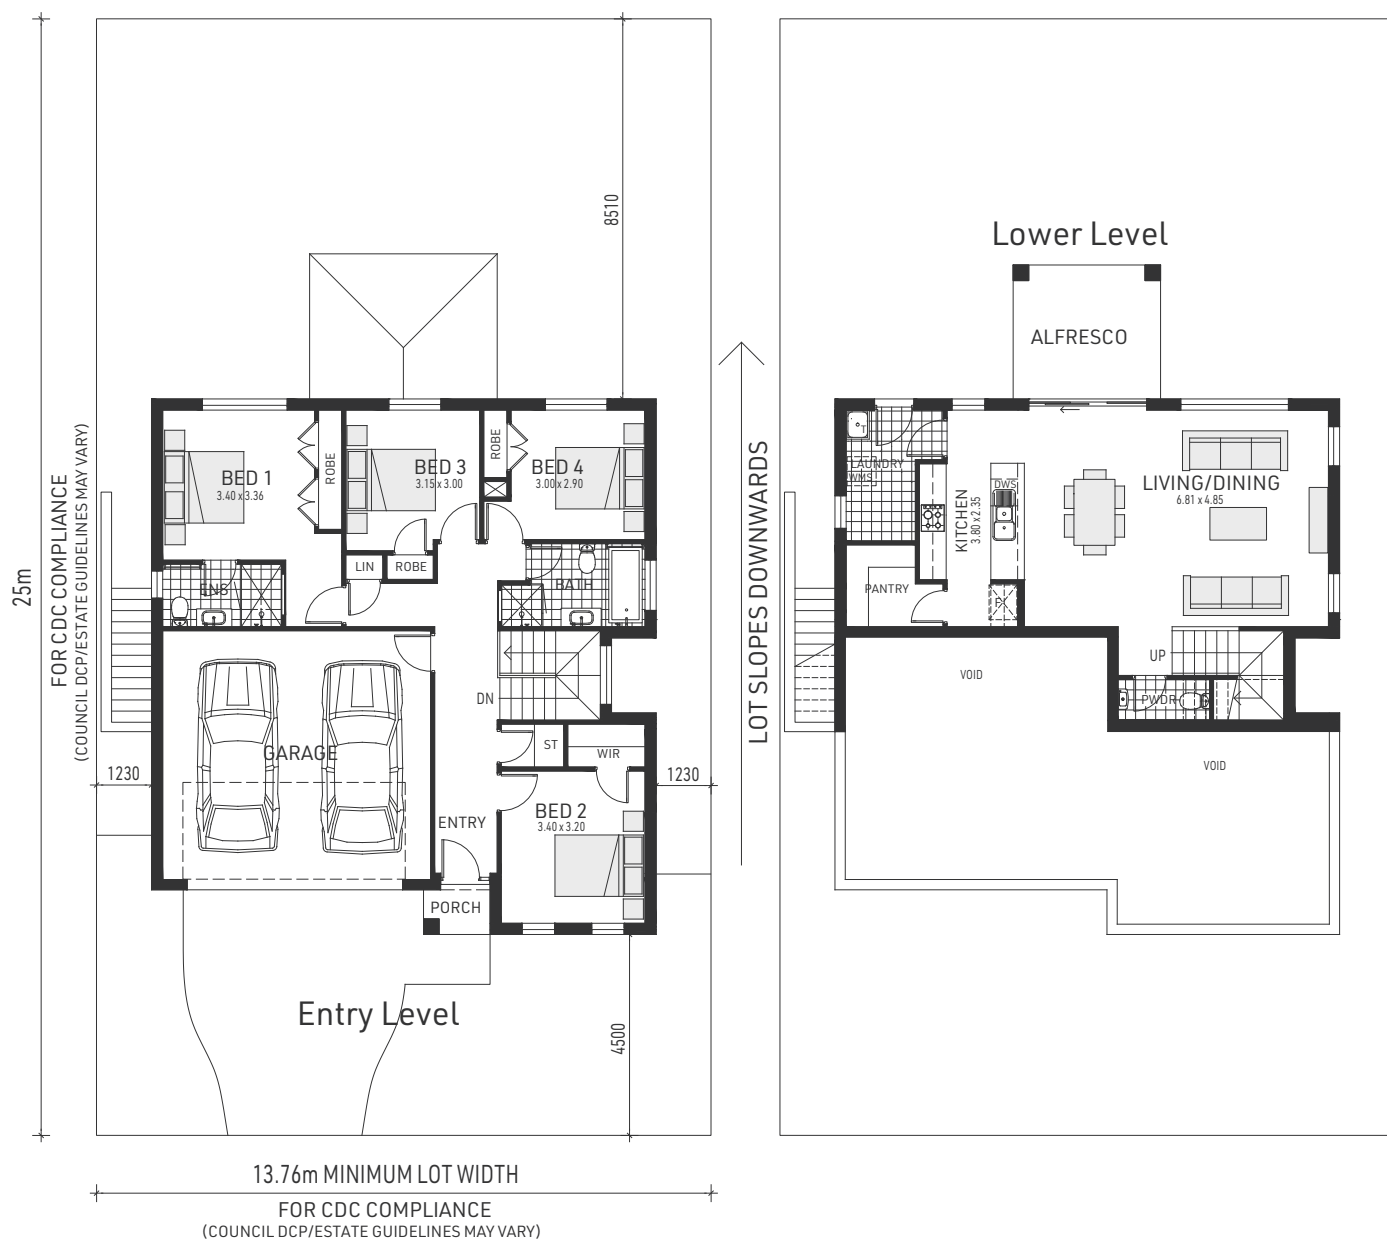 25m
FOR CDC COMPLIANCE
(COUNCIL DCP/ESTATE GUIDELINES MAY VARY)
8510
BED 1
3.40 x 3.36
ROBE
BED 3
3.15 x 3.00
ROBE
BED 4
3.00 x 2.90
LIN
ROBE
ENS
BATH
DN
GARAGE
ST
WIR
1230
1230
BED 2
3.40 x 3.20
ENTRY
PORCH
Entry Level
4500
13.76m MINIMUM LOT WIDTH
FOR CDC COMPLIANCE
(COUNCIL DCP/ESTATE GUIDELINES MAY VARY)
LOT SLOPES DOWNWARDS
Lower Level
ALFRESCO
T
LAUNDRY
WMS
KITCHEN
3.80 x 2.35
DWS
LIVING/DINING
6.81 x 4.85
PANTRY
F
UP
PWDR
VOID
VOID